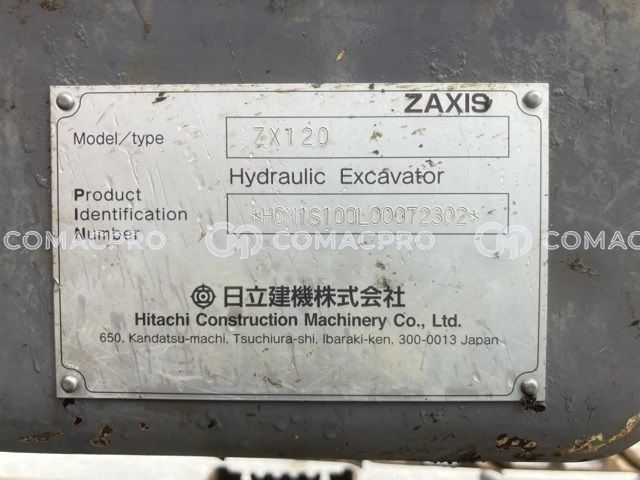 ZAXIS
Model/type ZX120
Hydraulic Excavator
Product
Identification *HCM1S100L00072302*
Number
COMACPRO COMACPRO COMACPRO
日立建機株式会社
Hitachi Construction Machinery Co., Ltd.
650, Kandatsu-machi, Tsuchiura-shi, Ibaraki-ken, 300-0013 Japan